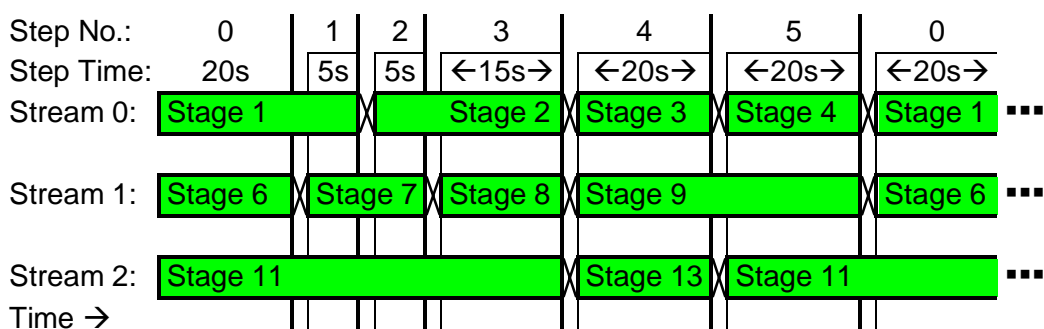 Step No.: 0 1 2 3 4 5 0
Step Time: 20s 5s 5s ←15s→ ←20s→ ←20s→ ←20s→
Stream 0: Stage 1 Stage 2 Stage 3 Stage 4 Stage 1 ...
Stream 1: Stage 6 Stage 7 Stage 8 Stage 9 Stage 6 ...
Stream 2: Stage 11 Stage 13 Stage 11 ...
Time →